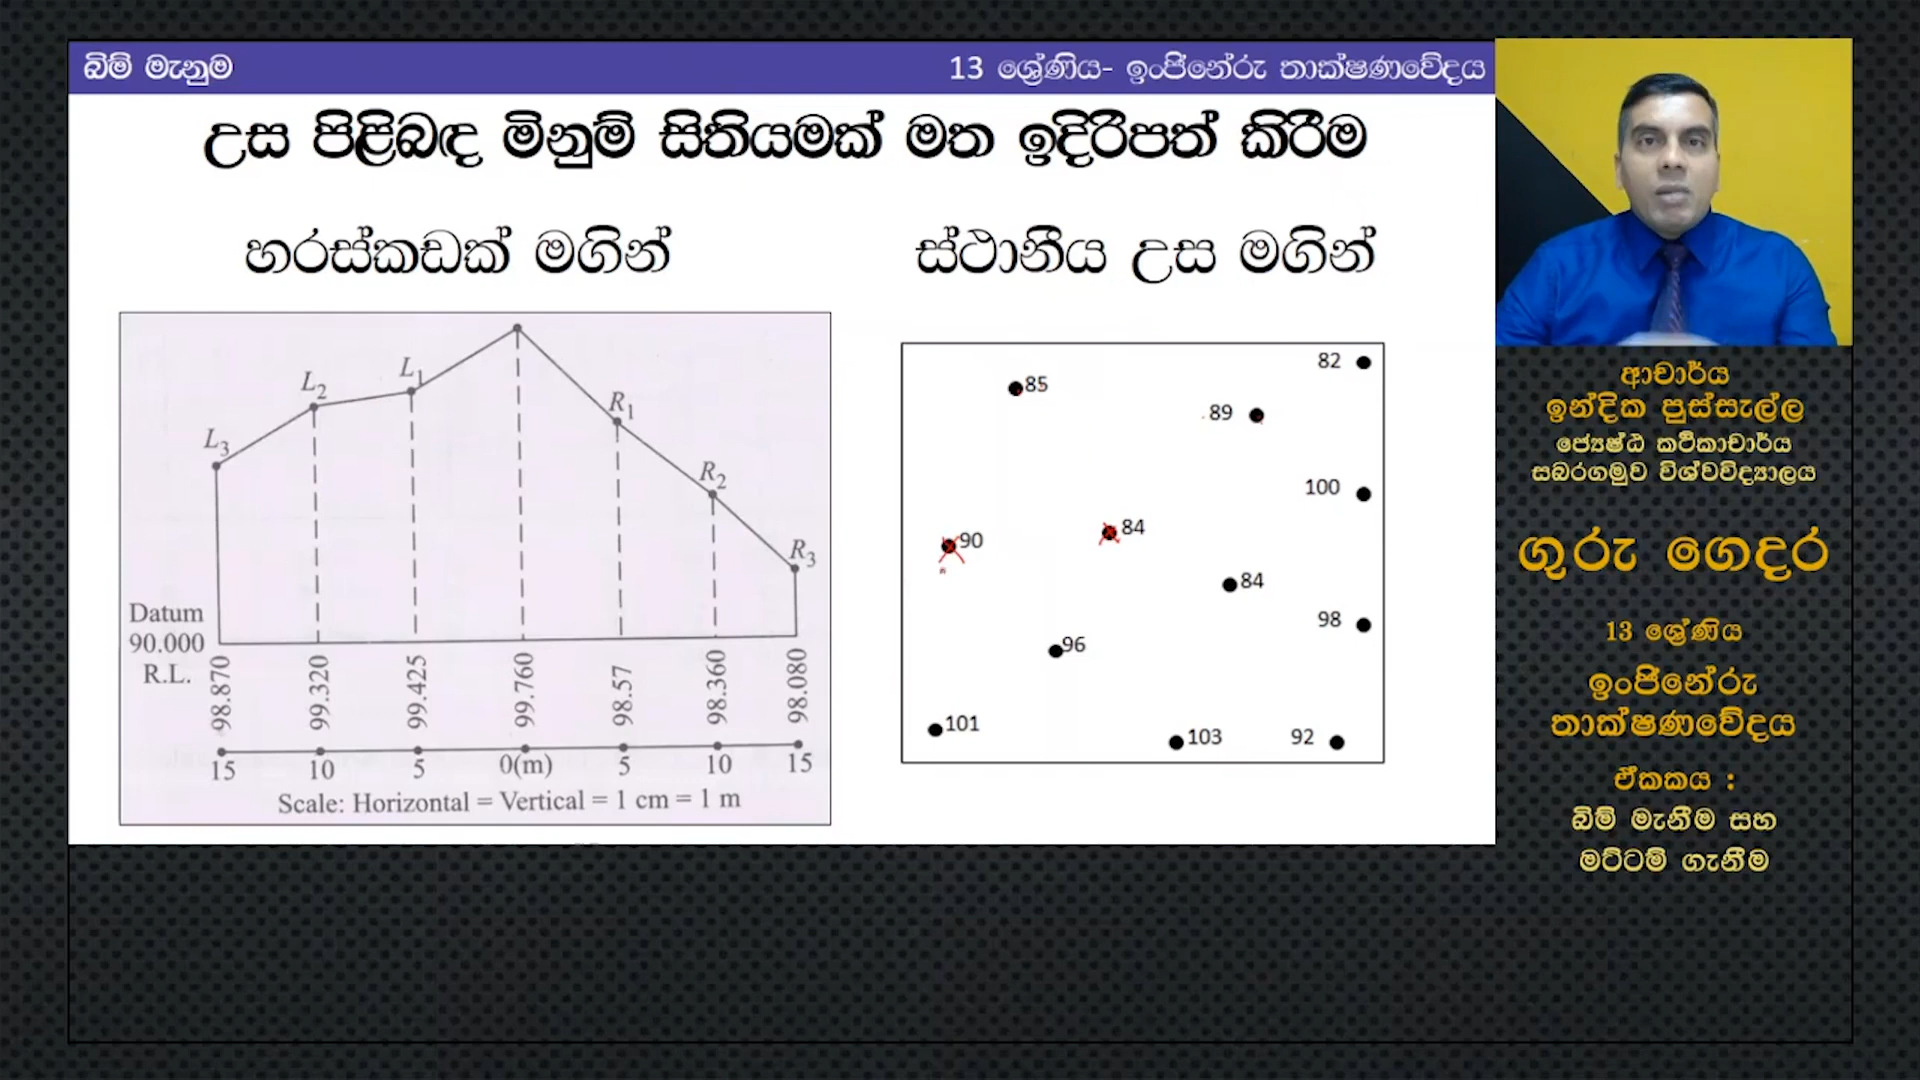 බිම් මැනුම
13 ශ්‍රේණිය- ඉංජිනේරු තාක්ෂණවේදය
උස පිළිබඳ මිනුම් සිතියමක් මත ඉදිරිපත් කිරීම
හරස්කඩක් මගින්
ස්ථානීය උස මගින්
L3
L2
L1
R1
R2
R3
Datum
90.000
R.L.
98.870
99.320
99.425
99.760
98.57
98.360
98.080
15
10
5
0(m)
5
10
15
Scale: Horizontal = Vertical = 1 cm = 1 m
82
85
89
100
84
90
84
98
96
101
103
92
ආචාර්ය
ඉන්දික පුස්සැල්ල
ජ්‍යෙෂ්ඨ කථිකාචාර්ය
සබරගමුව විශ්වවිද්‍යාලය
ගුරු ගෙදර
13 ශ්‍රේණිය
ඉංජිනේරු
තාක්ෂණවේදය
ඒකකය :
බිම් මැනීම සහ
මට්ටම් ගැනීම